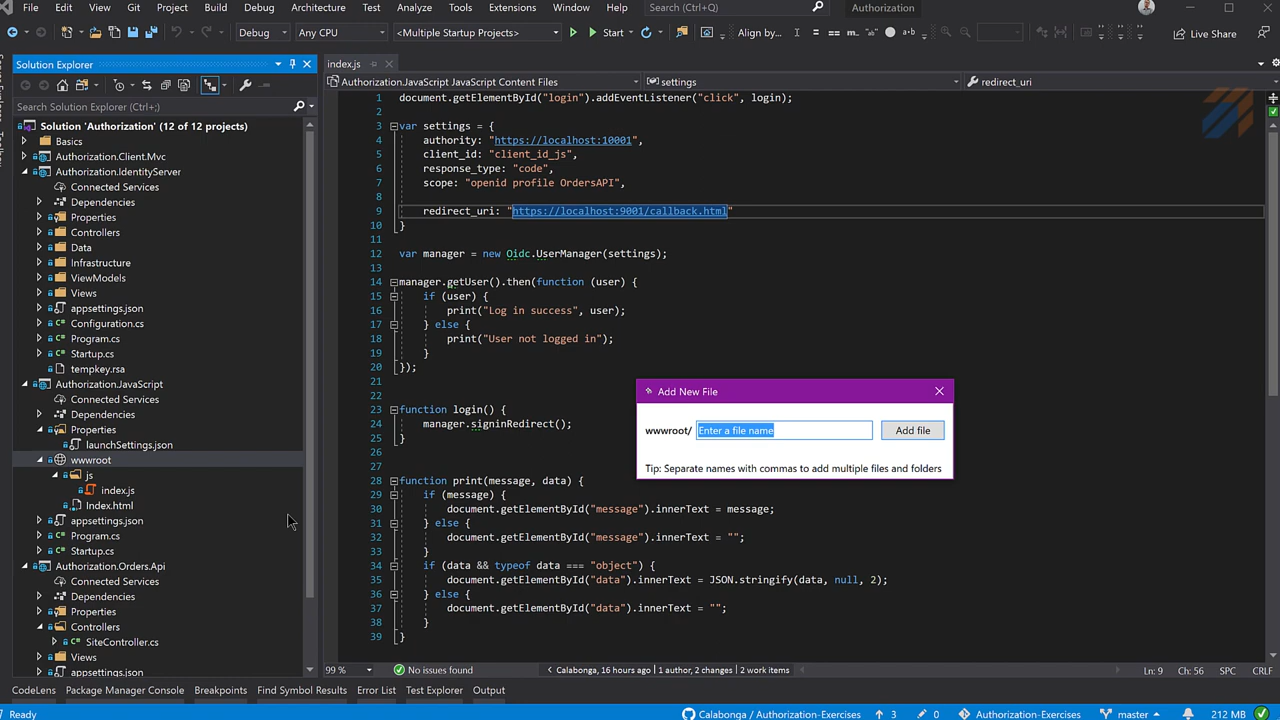 File Edit View Git Project Build Debug Architecture Test Analyze Tools Extensions Window Help Search (Ctrl+Q) Authorization
Debug Any CPU <Multiple Startup Projects> Start Align by... Live Share
Solution Explorer
Search Solution Explorer (Ctrl+;)
Solution 'Authorization' (12 of 12 projects)
Basics
Authorization.Client.Mvc
Authorization.IdentityServer
Connected Services
Dependencies
Properties
Controllers
Data
Infrastructure
ViewModels
Views
appsettings.json
Configuration.cs
Program.cs
Startup.cs
tempkey.rsa
Authorization.JavaScript
Connected Services
Dependencies
Properties
launchSettings.json
wwwroot
js
index.js
Index.html
appsettings.json
Program.cs
Startup.cs
Authorization.Orders.Api
Connected Services
Dependencies
Properties
Controllers
SiteController.cs
Views
appsettings.json
index.js
Authorization.JavaScript JavaScript Content Files settings redirect_uri
1 document.getElementById("login").addEventListener("click", login);
2
3 var settings = {
4 authority: "https://localhost:10001",
5 client_id: "client_id_js",
6 response_type: "code",
7 scope: "openid profile OrdersAPI",
8
9 redirect_uri: "https://localhost:9001/callback.html"
10 }
11
12 var manager = new Oidc.UserManager(settings);
13
14 manager.getUser().then(function (user) {
15 if (user) {
16 print("Log in success", user);
17 } else {
18 print("User not logged in");
19 }
20 });
21
22
23 function login() {
24 manager.signinRedirect();
25 }
26
27
28 function print(message, data) {
29 if (message) {
30 document.getElementById("message").innerText = message;
31 } else {
32 document.getElementById("message").innerText = "";
33 }
34 if (data && typeof data === "object") {
35 document.getElementById("data").innerText = JSON.stringify(data, null, 2);
36 } else {
37 document.getElementById("data").innerText = "";
38 }
39 }
Add New File
wwwroot/ Enter a file name Add file
Tip: Separate names with commas to add multiple files and folders
99 % No issues found Calabonga, 16 hours ago | 1 author, 2 changes | 2 work items Ln: 9 Ch: 56 SPC CRLF
CodeLens Package Manager Console Breakpoints Find Symbol Results Error List Test Explorer Output
Ready Calabonga / Authorization-Exercises 3 0 Authorization-Exercises master 212 MB